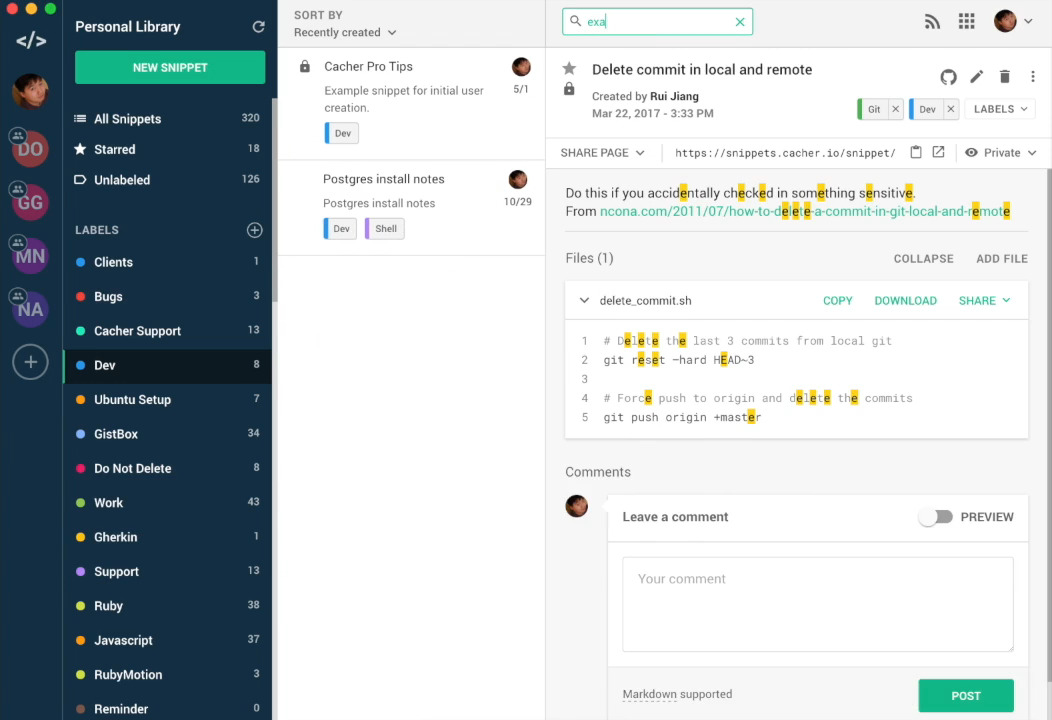 </>
DO
GG
MN
NA
Personal Library
NEW SNIPPET
All Snippets 320
Starred 18
Unlabeled 126
LABELS
Clients 1
Bugs 3
Cacher Support 13
Dev 8
Ubuntu Setup 7
GistBox 34
Do Not Delete 8
Work 43
Gherkin 1
Support 13
Ruby 38
Javascript 37
RubyMotion 3
Reminder 0
SORT BY
Recently created
Cacher Pro Tips
5/1
Example snippet for initial user
creation.
Dev
Postgres install notes
10/29
Postgres install notes
Dev Shell
exa
Delete commit in local and remote
Created by Rui Jiang
Mar 22, 2017 - 3:33 PM
Git Dev LABELS
SHARE PAGE https://snippets.cacher.io/snippet/ Private
Do this if you accidentally checked in something sensitive.
From ncona.com/2011/07/how-to-delete-a-commit-in-git-local-and-remote
Files (1) COLLAPSE ADD FILE
delete_commit.sh COPY DOWNLOAD SHARE
1 # Delete the last 3 commits from local git
2 git reset —hard HEAD~3
3
4 # Force push to origin and delete the commits
5 git push origin +master
Comments
Leave a comment PREVIEW
Your comment
Markdown supported POST